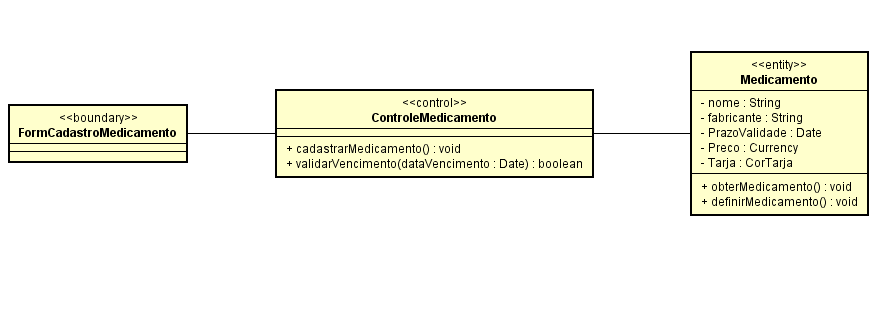 <<boundary>>
FormCadastroMedicamento
<<control>>
ControleMedicamento
+ cadastrarMedicamento() : void
+ validarVencimento(dataVencimento : Date) : boolean
<<entity>>
Medicamento
- nome : String
- fabricante : String
- PrazoValidade : Date
- Preco : Currency
- Tarja : CorTarja
+ obterMedicamento() : void
+ definirMedicamento() : void